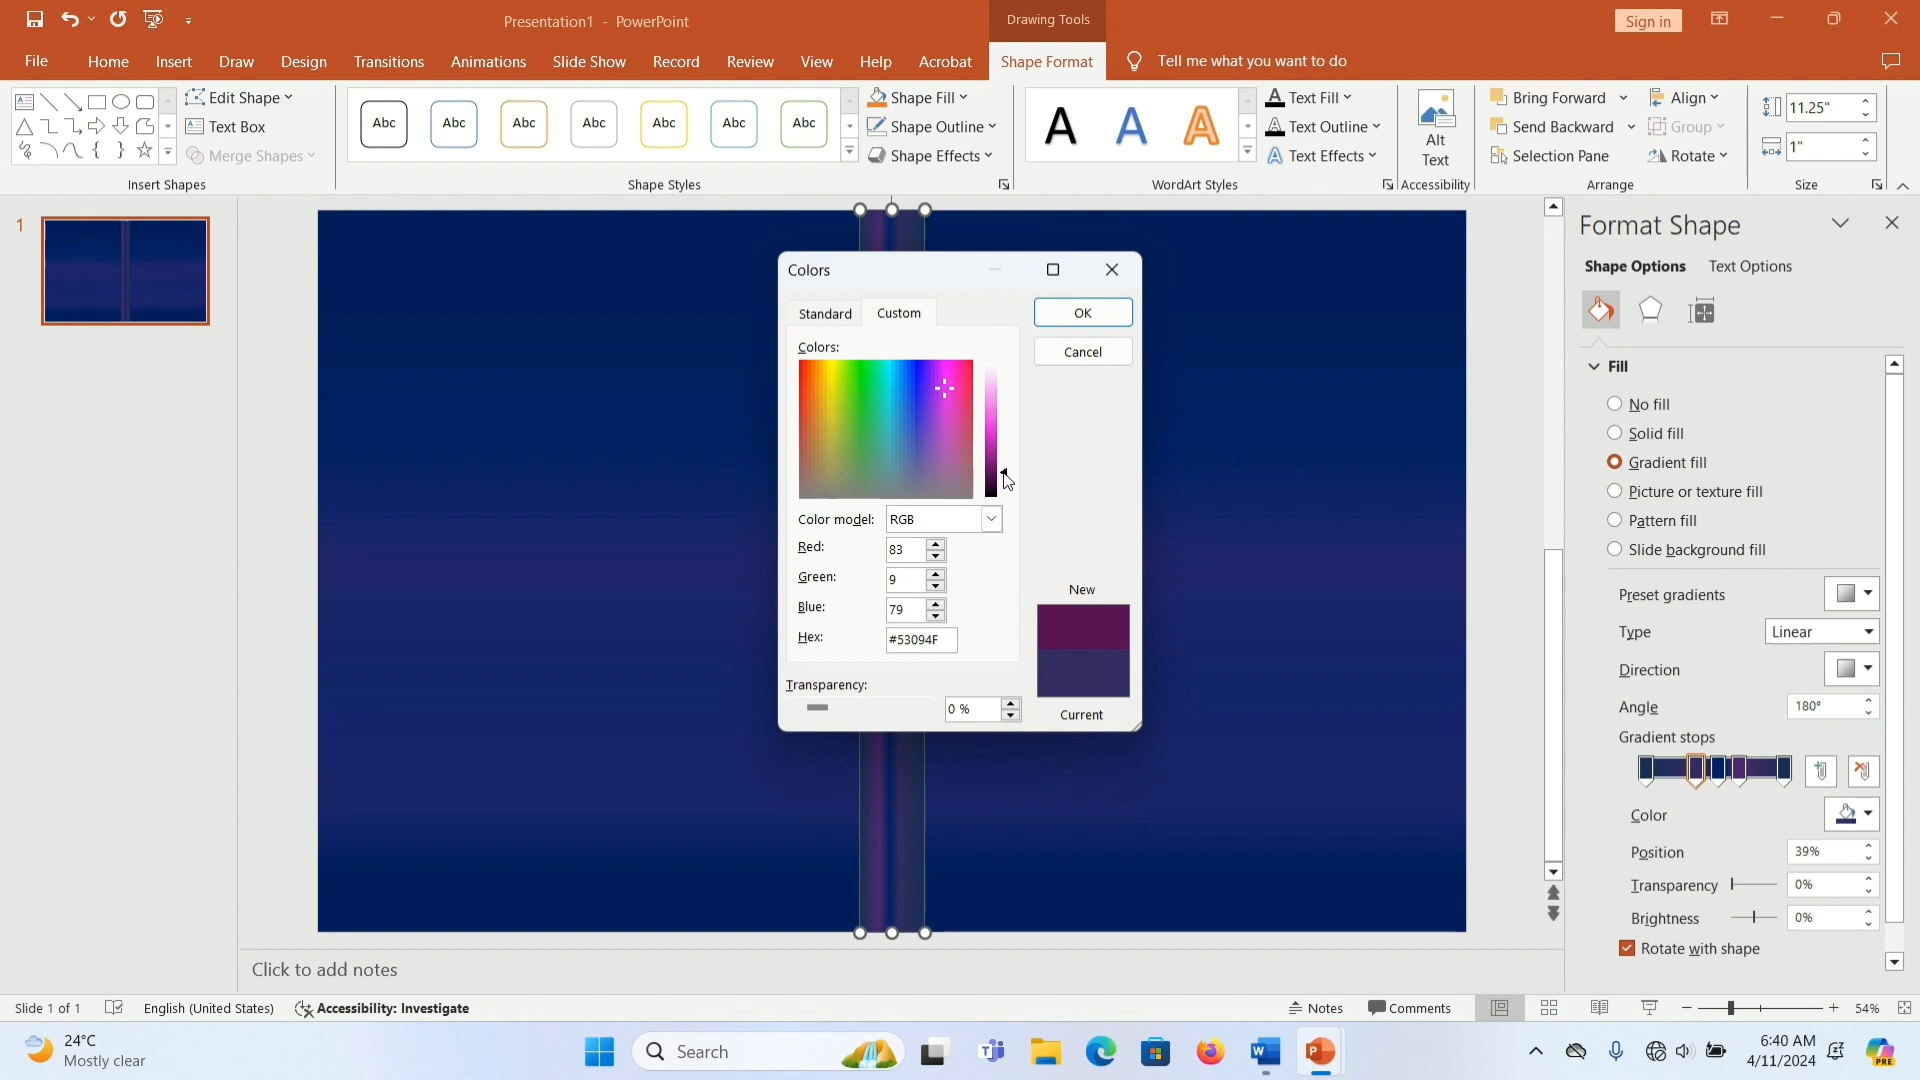 Presentation1 - PowerPoint
Drawing Tools
Sign in
File Home Insert Draw Design Transitions Animations Slide Show Record Review View Help Acrobat Shape Format Tell me what you want to do
Edit Shape
Text Box
Merge Shapes
Insert Shapes
Abc Abc Abc Abc Abc Abc Abc
Shape Fill
Shape Outline
Shape Effects
Shape Styles
A A A
Text Fill
Text Outline
Text Effects
WordArt Styles
Alt
Text
Accessibility
Bring Forward
Send Backward
Selection Pane
Align
Group
Rotate
Arrange
11.25"
1"
Size
1
Colors
Standard Custom
OK
Cancel
Colors:
Color model: RGB
Red: 83
Green: 9
Blue: 79
Hex: #53094F
Transparency:
0 %
New
Current
Format Shape
Shape Options Text Options
Fill
No fill
Solid fill
Gradient fill
Picture or texture fill
Pattern fill
Slide background fill
Preset gradients
Type Linear
Direction
Angle 180°
Gradient stops
Color
Position 39%
Transparency 0%
Brightness 0%
Rotate with shape
Click to add notes
Slide 1 of 1 English (United States) Accessibility: Investigate
Notes Comments 54%
24°C
Mostly clear
Search
6:40 AM
4/11/2024
PRE